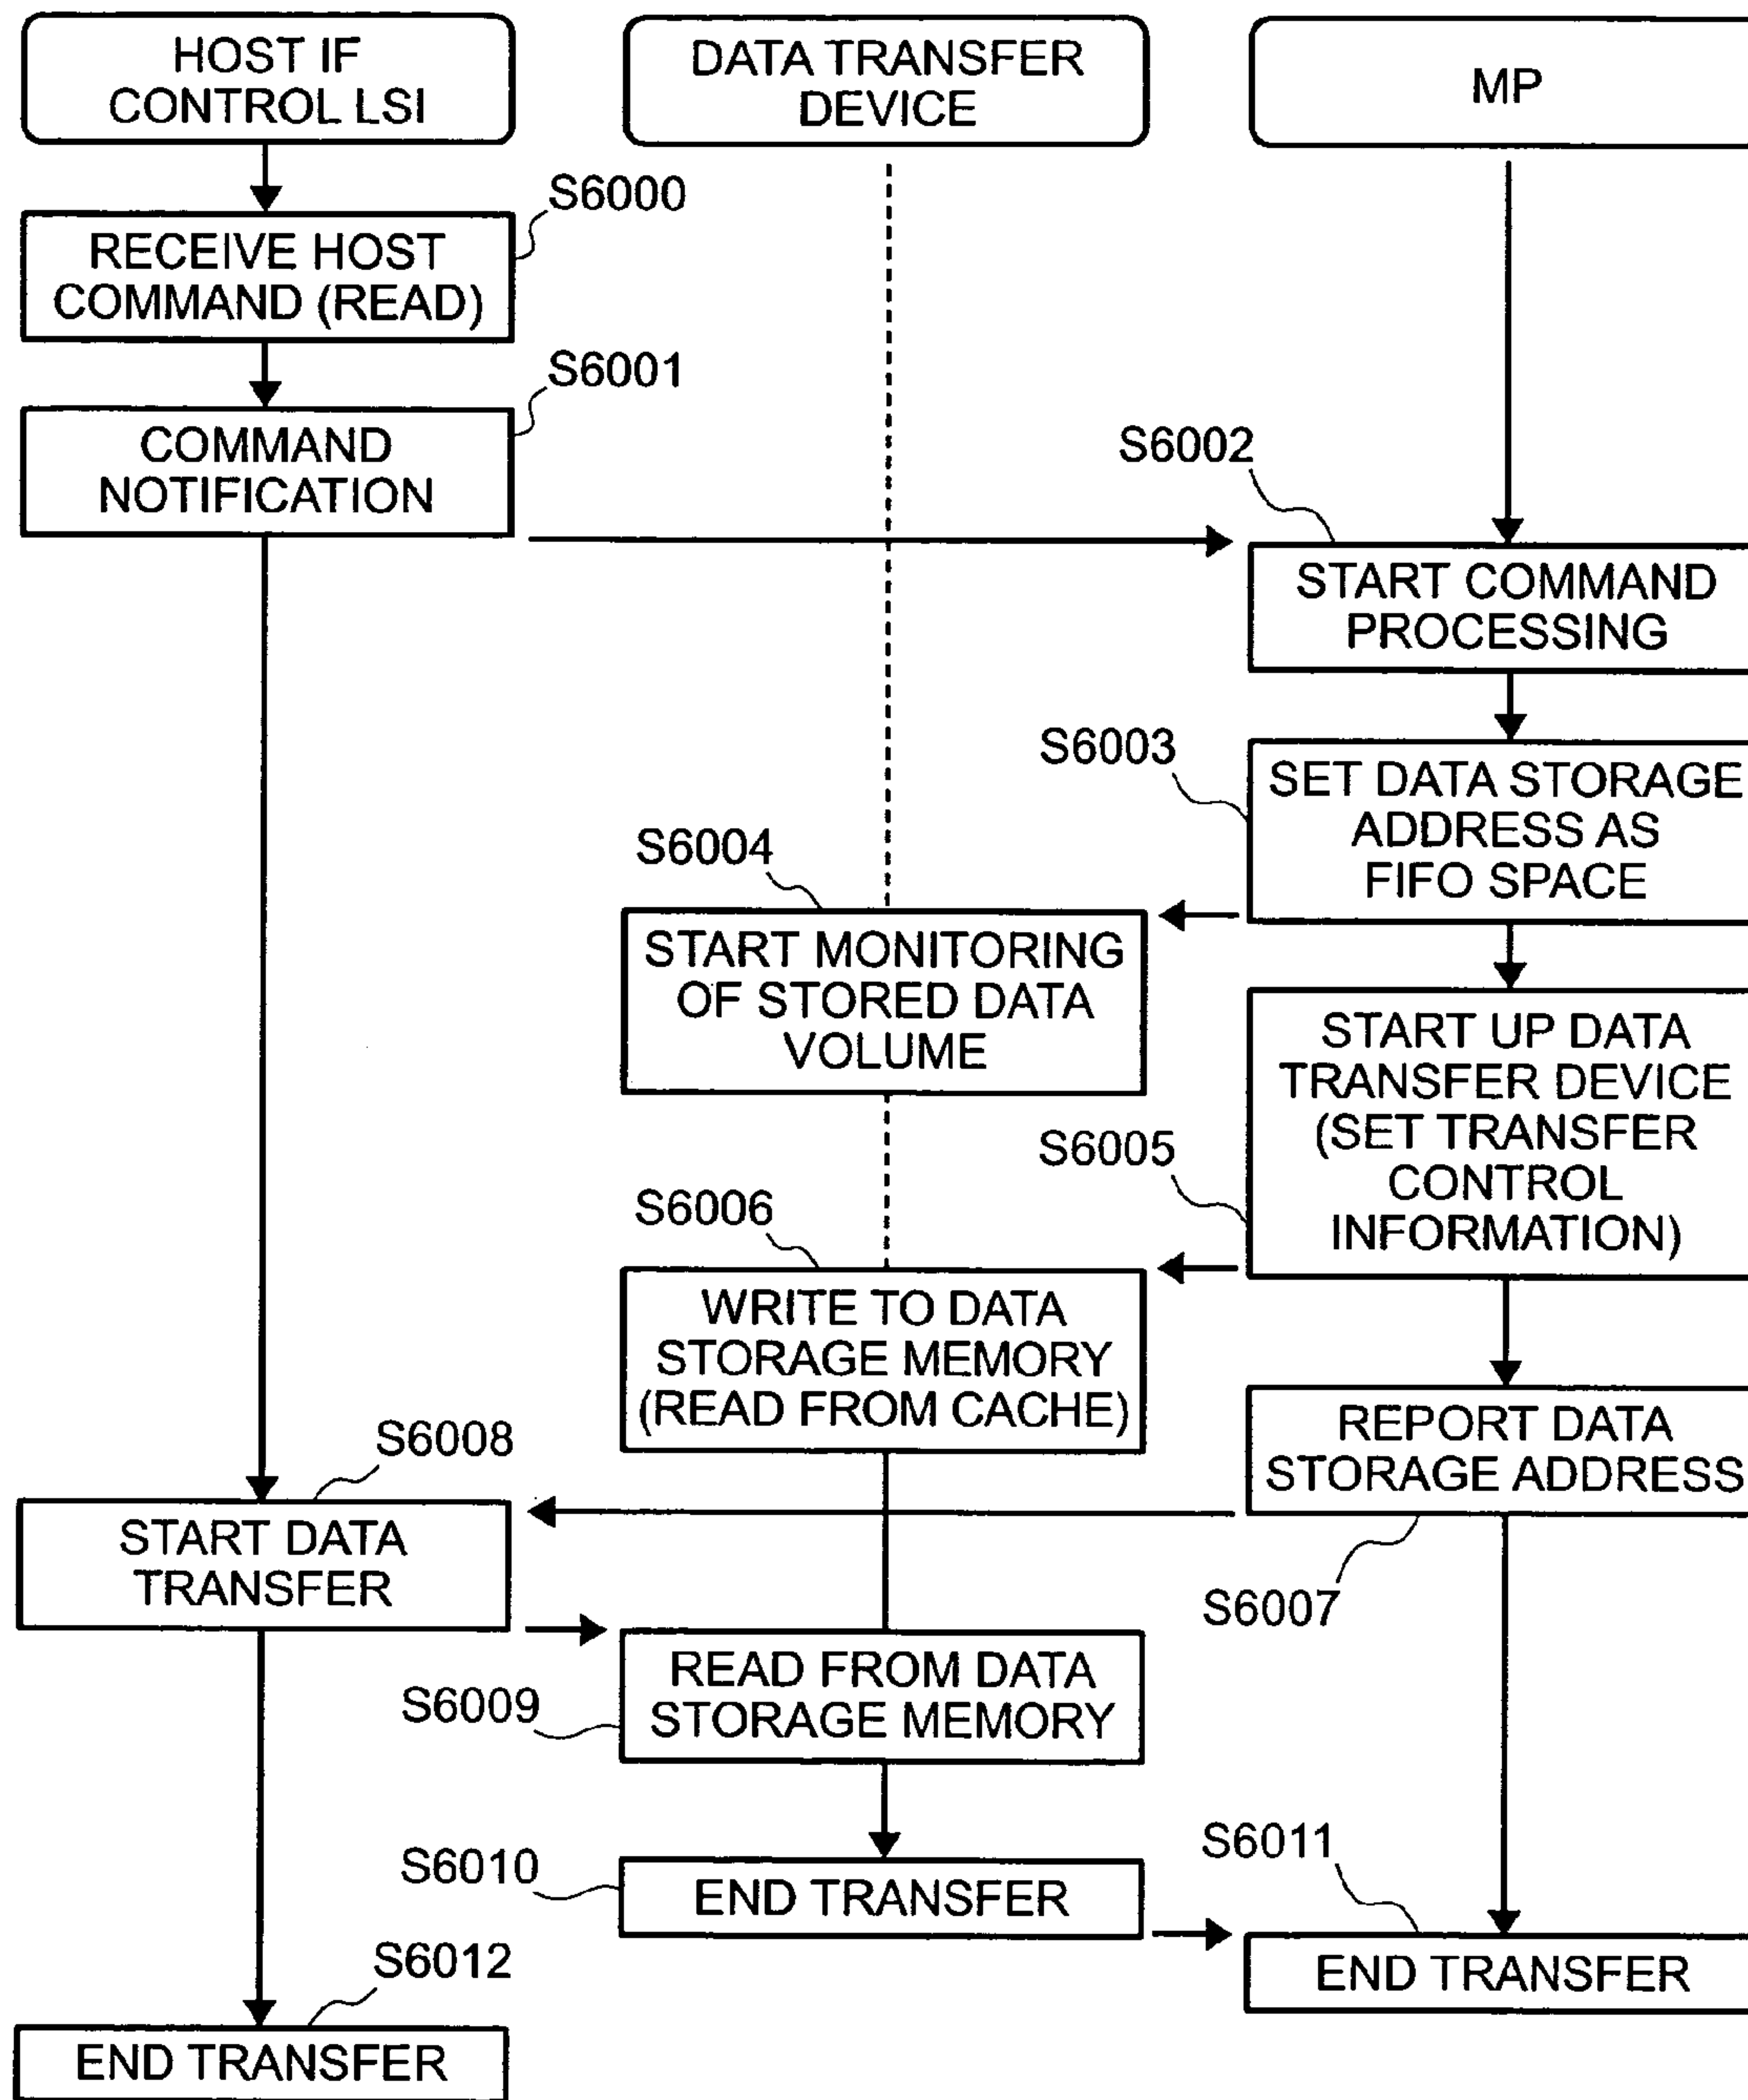 HOST IF
CONTROL LSI
DATA TRANSFER
DEVICE
MP
S6000
RECEIVE HOST
COMMAND (READ)
S6001
COMMAND
NOTIFICATION
S6002
START COMMAND
PROCESSING
S6003
SET DATA STORAGE
ADDRESS AS
FIFO SPACE
S6004
START MONITORING
OF STORED DATA
VOLUME
S6005
START UP DATA
TRANSFER DEVICE
(SET TRANSFER
CONTROL
INFORMATION)
S6006
WRITE TO DATA
STORAGE MEMORY
(READ FROM CACHE)
REPORT DATA
STORAGE ADDRESS
S6007
S6008
START DATA
TRANSFER
S6009
READ FROM DATA
STORAGE MEMORY
S6010
END TRANSFER
S6011
END TRANSFER
S6012
END TRANSFER